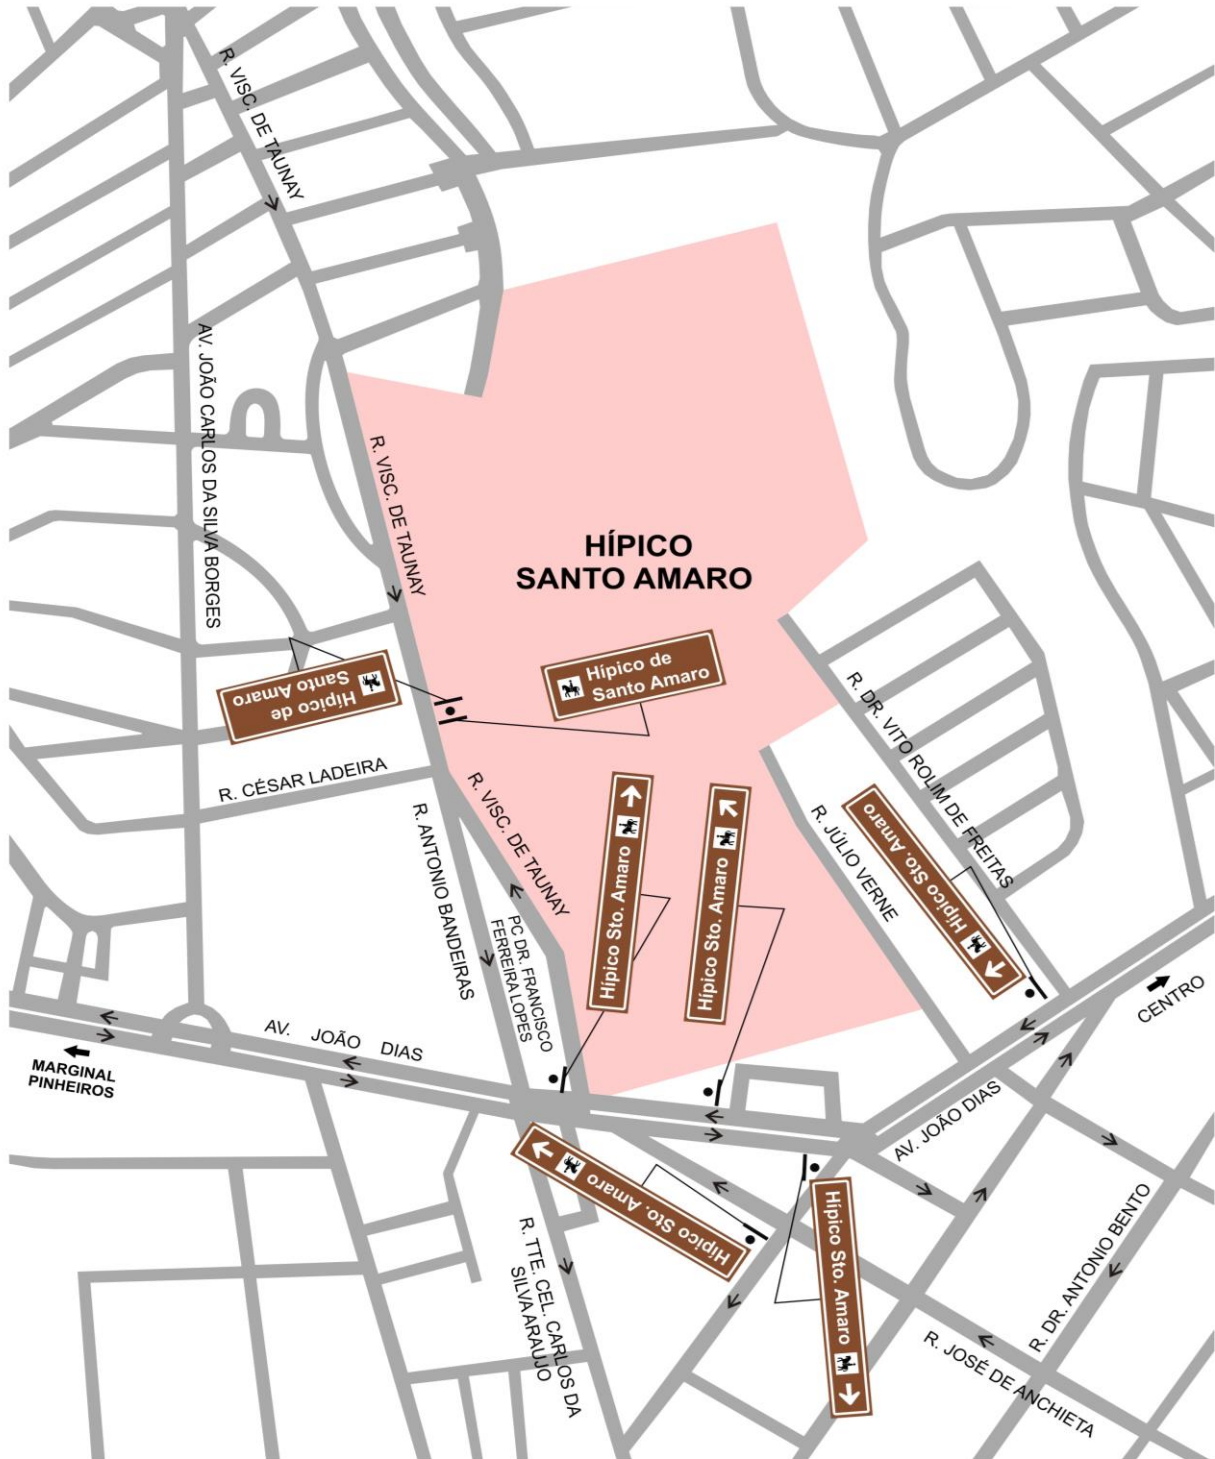 R. VISC. DE TAUNAY
AV. JOÃO CARLOS DA SILVA BORGES
R. VISC. DE TAUNAY
HÍPICO
SANTO AMARO
Hípico de
Santo Amaro
Hípico de
Santo Amaro
R. DR. VITO ROLIM DE FREITAS
R. CÉSAR LADEIRA
R. VISC. DE TAUNAY
R. ANTONIO BANDEIRAS
Hípico Sto. Amaro
Hípico Sto. Amaro
R. JÚLIO VERNE
Hípico Sto. Amaro
PC DR. FRANCISCO
FERREIRA LOPES
CENTRO
AV. JOÃO DIAS
MARGINAL
PINHEIROS
AV. JOÃO DIAS
Hípico Sto. Amaro
Hípico Sto. Amaro
R. TTE. CEL. CARLOS DA
SILVA ARAUJO
R. DR. ANTONIO BENTO
R. JOSÉ DE ANCHIETA